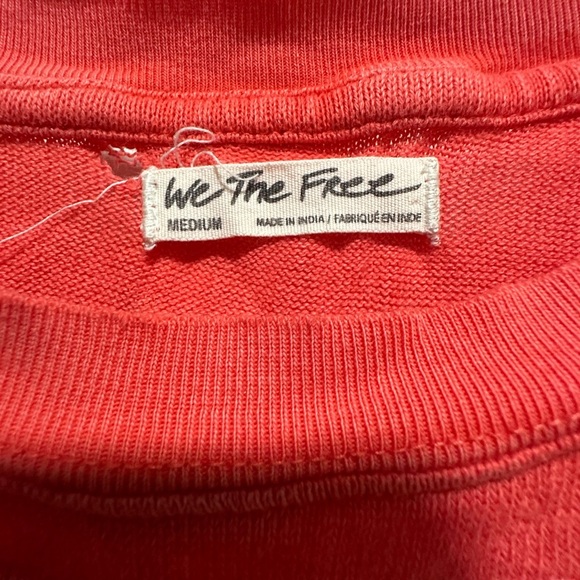 We The Free
MEDIUM MADE IN INDIA / FABRIQUÉ EN INDE